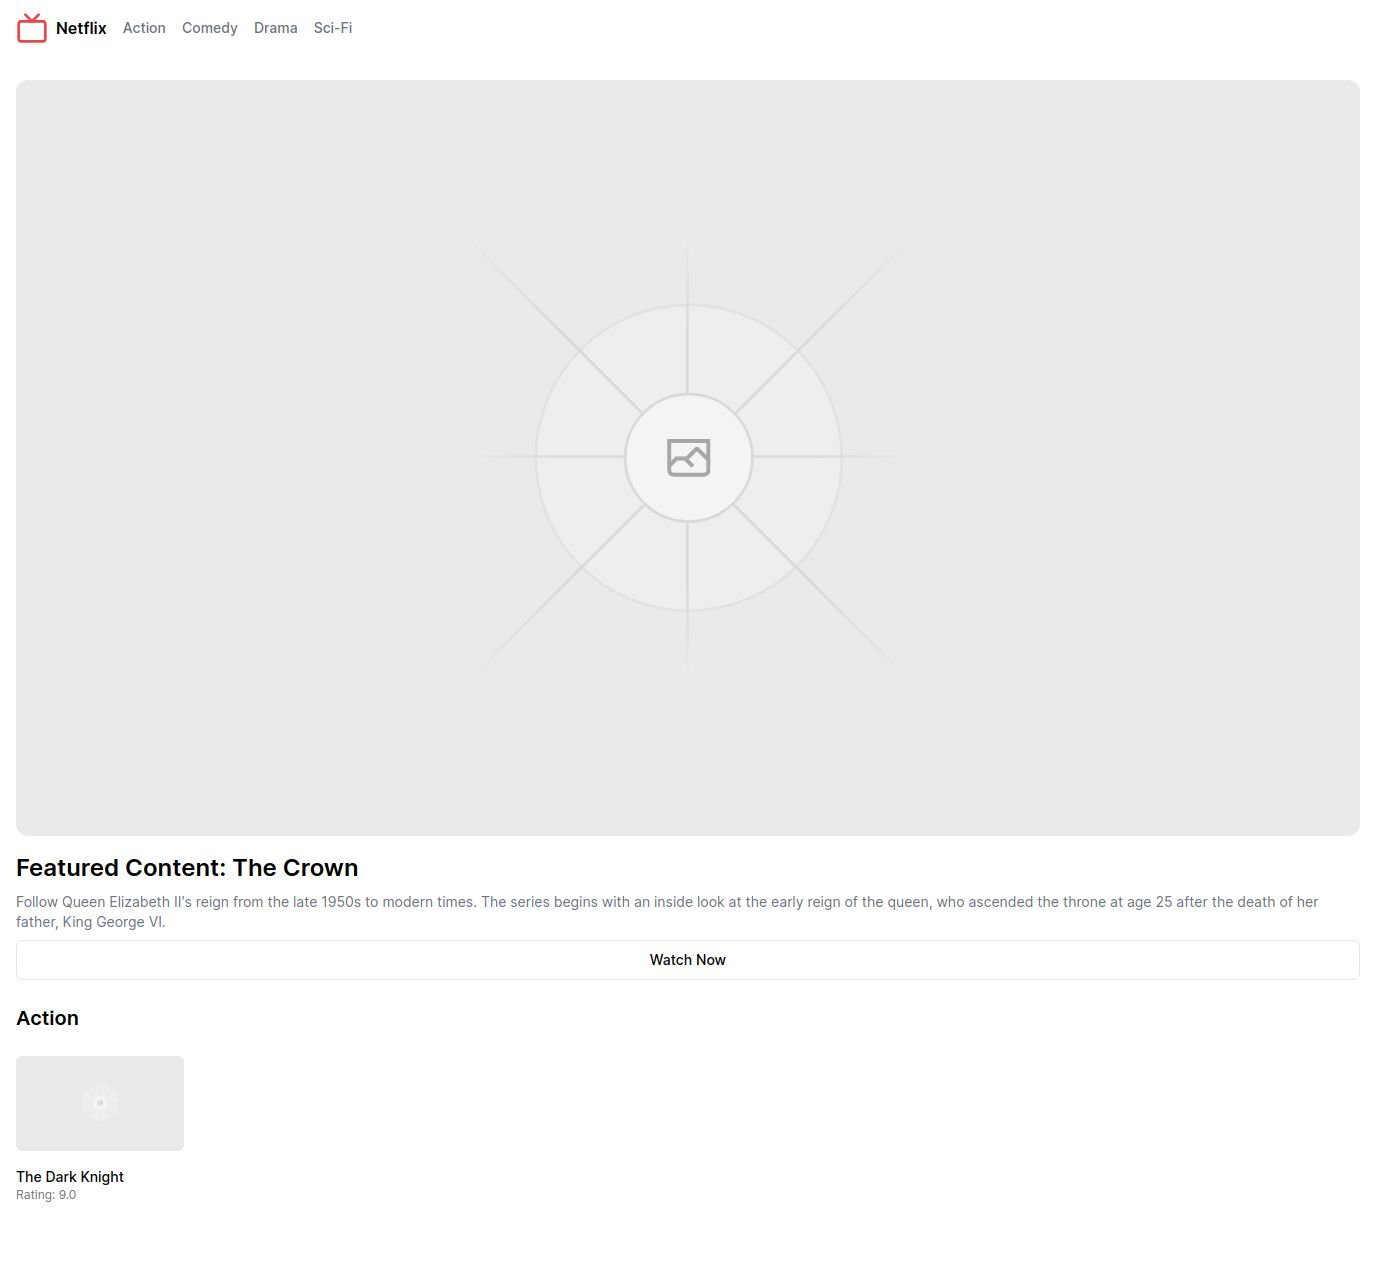 Netflix Action Comedy Drama Sci-Fi
Featured Content: The Crown
Follow Queen Elizabeth II's reign from the late 1950s to modern times. The series begins with an inside look at the early reign of the queen, who ascended the throne at age 25 after the death of her
father, King George VI.
Watch Now
Action
The Dark Knight
Rating: 9.0